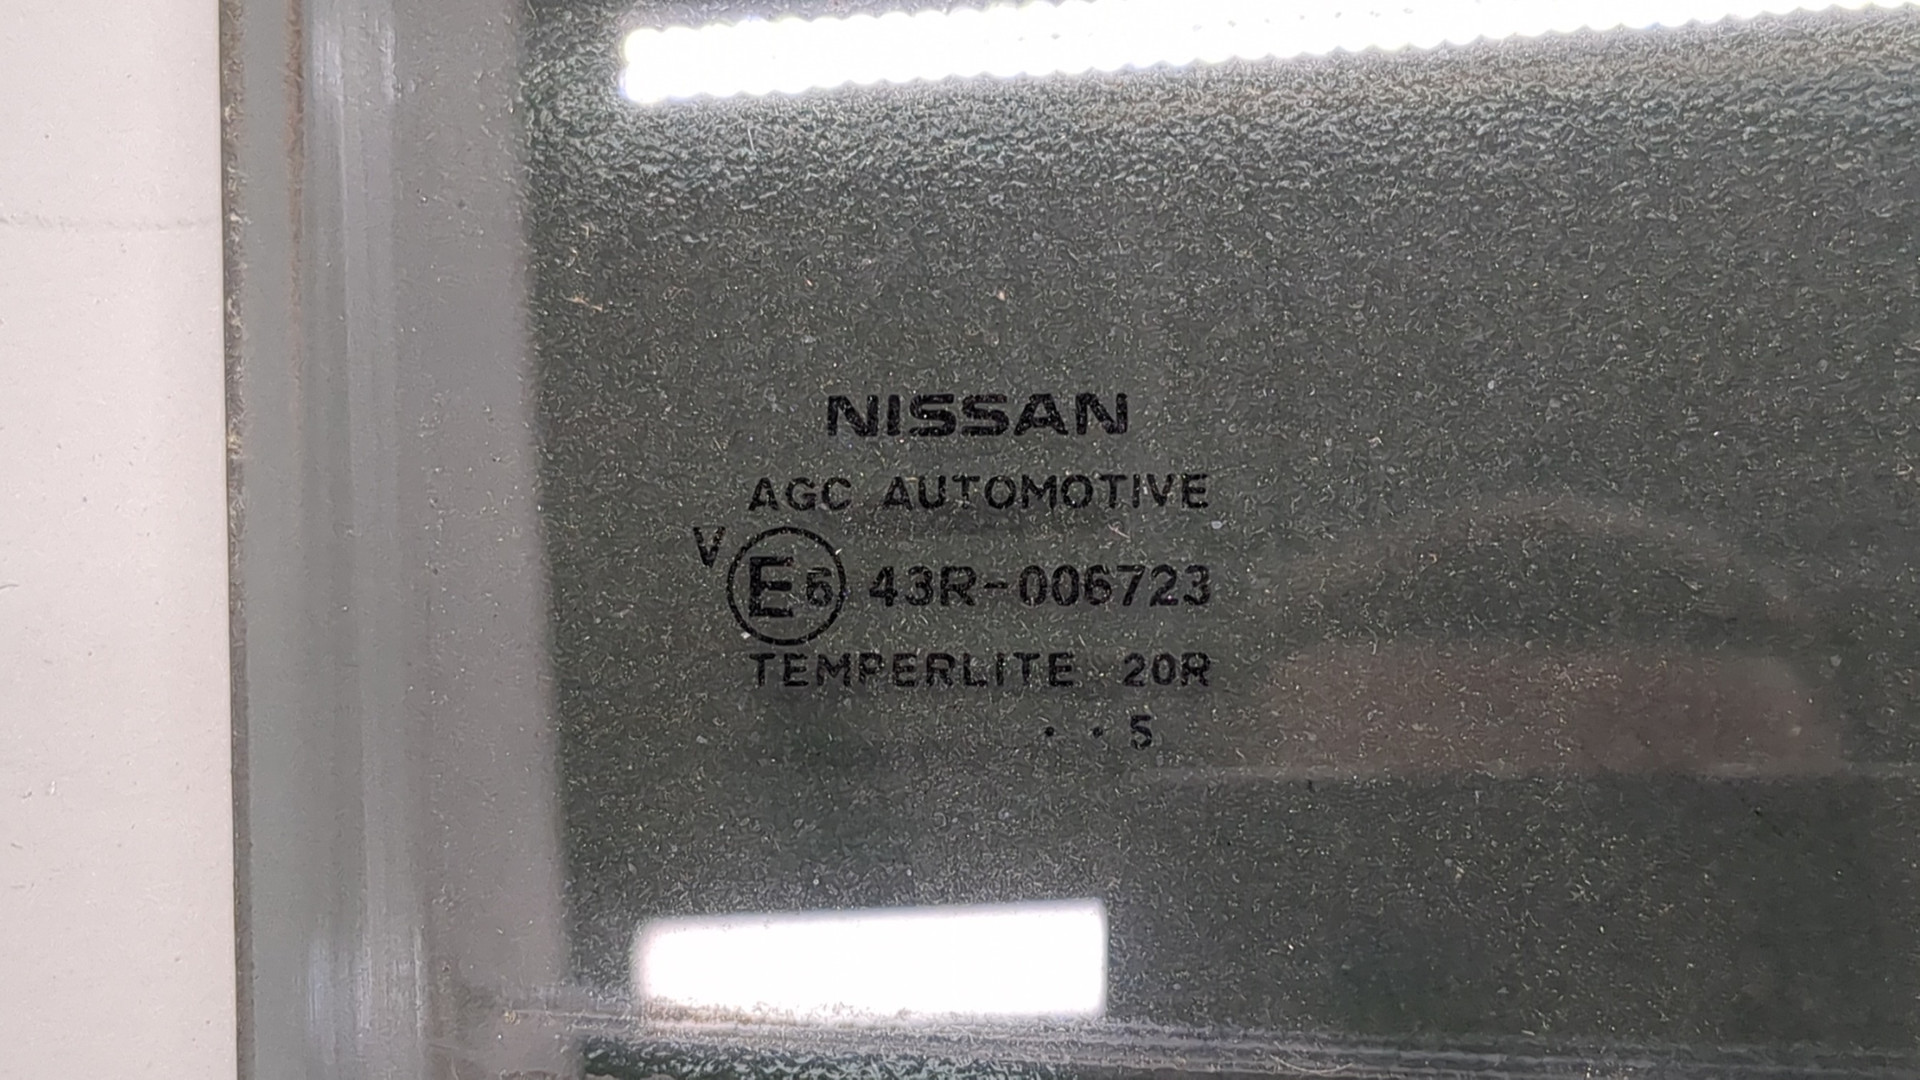 NISSAN
AGC AUTOMOTIVE
V E6 43R-006723
TEMPERLITE 20R
· · 5